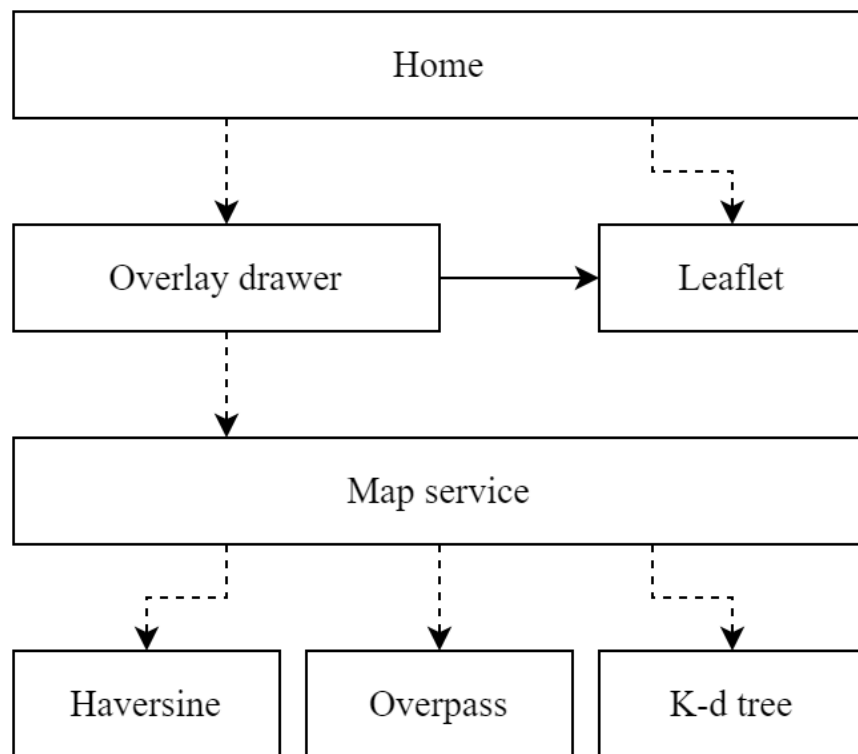 Home
Overlay drawer
Leaflet
Map service
Haversine
Overpass
K-d tree